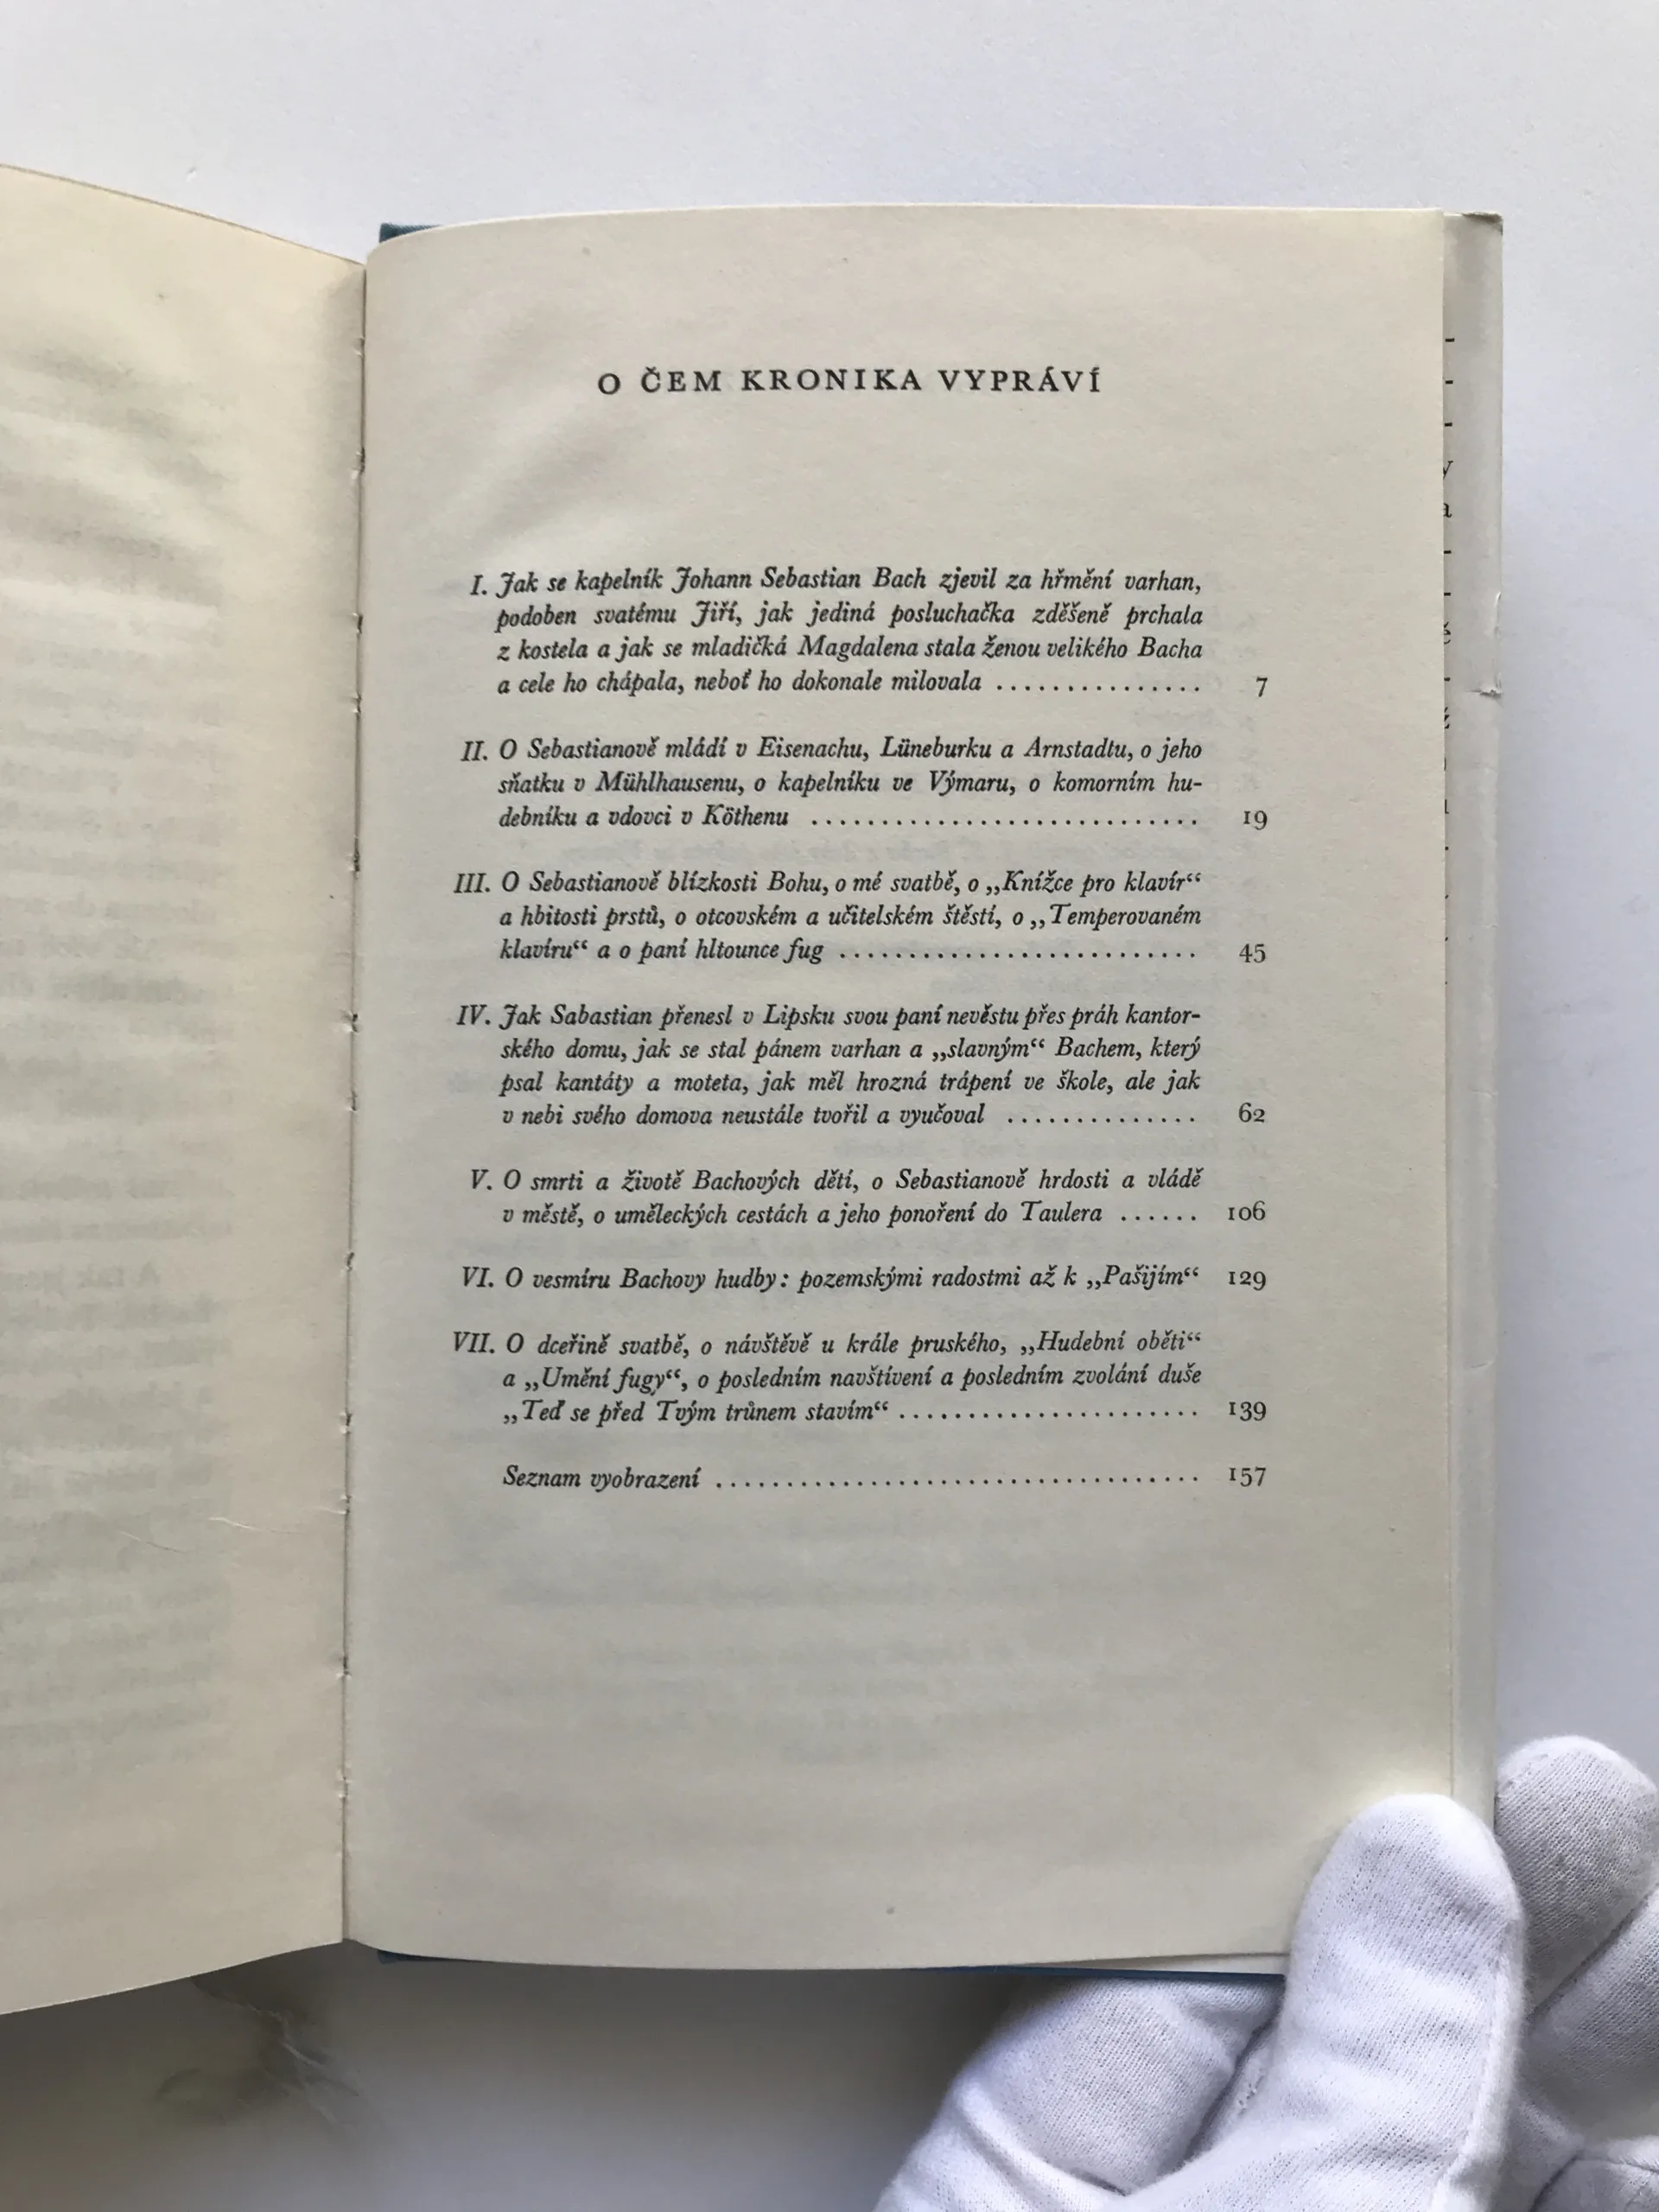 O ČEM KRONIKA VYPRÁVÍ
I. Jak se kapelník Johann Sebastian Bach zjevil za hřmění varhan,
podoben svatému Jiří, jak jediná posluchačka zděšeně prchala
z kostela a jak se mladičká Magdalena stala ženou velikého Bacha
a cele ho chápala, neboť ho dokonale milovala ............... 7
II. O Sebastianově mládí v Eisenachu, Lüneburku a Arnstadtu, o jeho
sňatku v Mühlhausenu, o kapelníku ve Výmaru, o komorním hu-
debníku a vdovci v Köthenu ............................ 19
III. O Sebastianově blízkosti Bohu, o mé svatbě, o „Knížce pro klavír“
a hbitosti prstů, o otcovském a učitelském štěstí, o „Temperovaném
klavíru“ a o paní hltounce fug .......................... 45
IV. Jak Sabastian přenesl v Lipsku svou paní nevěstu přes práh kantor-
ského domu, jak se stal pánem varhan a „slavným“ Bachem, který
psal kantáty a moteta, jak měl hrozná trápení ve škole, ale jak
v nebi svého domova neustále tvořil a vyučoval .............. 62
V. O smrti a životě Bachových dětí, o Sebastianově hrdosti a vládě
v městě, o uměleckých cestách a jeho ponoření do Taulera ...... 106
VI. O vesmíru Bachovy hudby: pozemskými radostmi až k „Pašijím“ 129
VII. O dceřině svatbě, o návštěvě u krále pruského, „Hudební oběti“
a „Umění fugy“, o posledním navštívení a posledním zvolání duše
„Teď se před Tvým trůnem stavím“ ...................... 139
Seznam vyobrazení ................................... 157